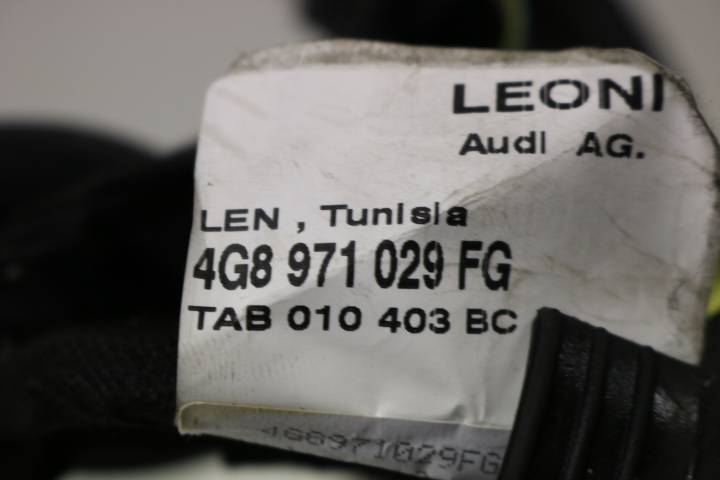 LEONI
Audi AG.
LEN , Tunisia
4G8 971 029 FG
TAB 010 403 BC
4G8971029FG